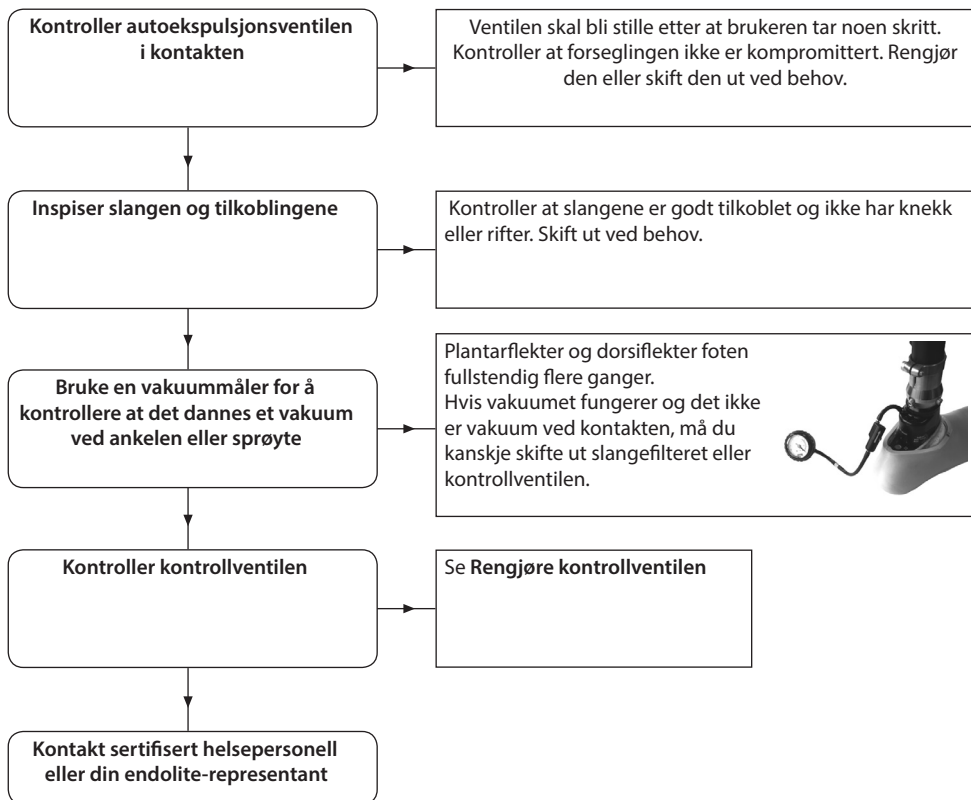 Kontroller autoekspulsjonsventilen
i kontakten
Ventilen skal bli stille etter at brukeren tar noen skritt.
Kontroller at forseglingen ikke er kompromittert. Rengjør
den eller skift den ut ved behov.
Inspiser slangen og tilkoblingene
Kontroller at slangene er godt tilkoblet og ikke har knekk
eller rifter. Skift ut ved behov.
Bruke en vakuummåler for å
kontrollere at det dannes et vakuum
ved ankelen eller sprøyte
Plantarflekter og dorsiflekter foten
fullstendig flere ganger.
Hvis vakuumet fungerer og det ikke
er vakuum ved kontakten, må du
kanskje skifte ut slangefilteret eller
kontrollventilen.
Kontroller kontrollventilen
Se Rengjøre kontrollventilen
Kontakt sertifisert helsepersonell
eller din endolite-representant